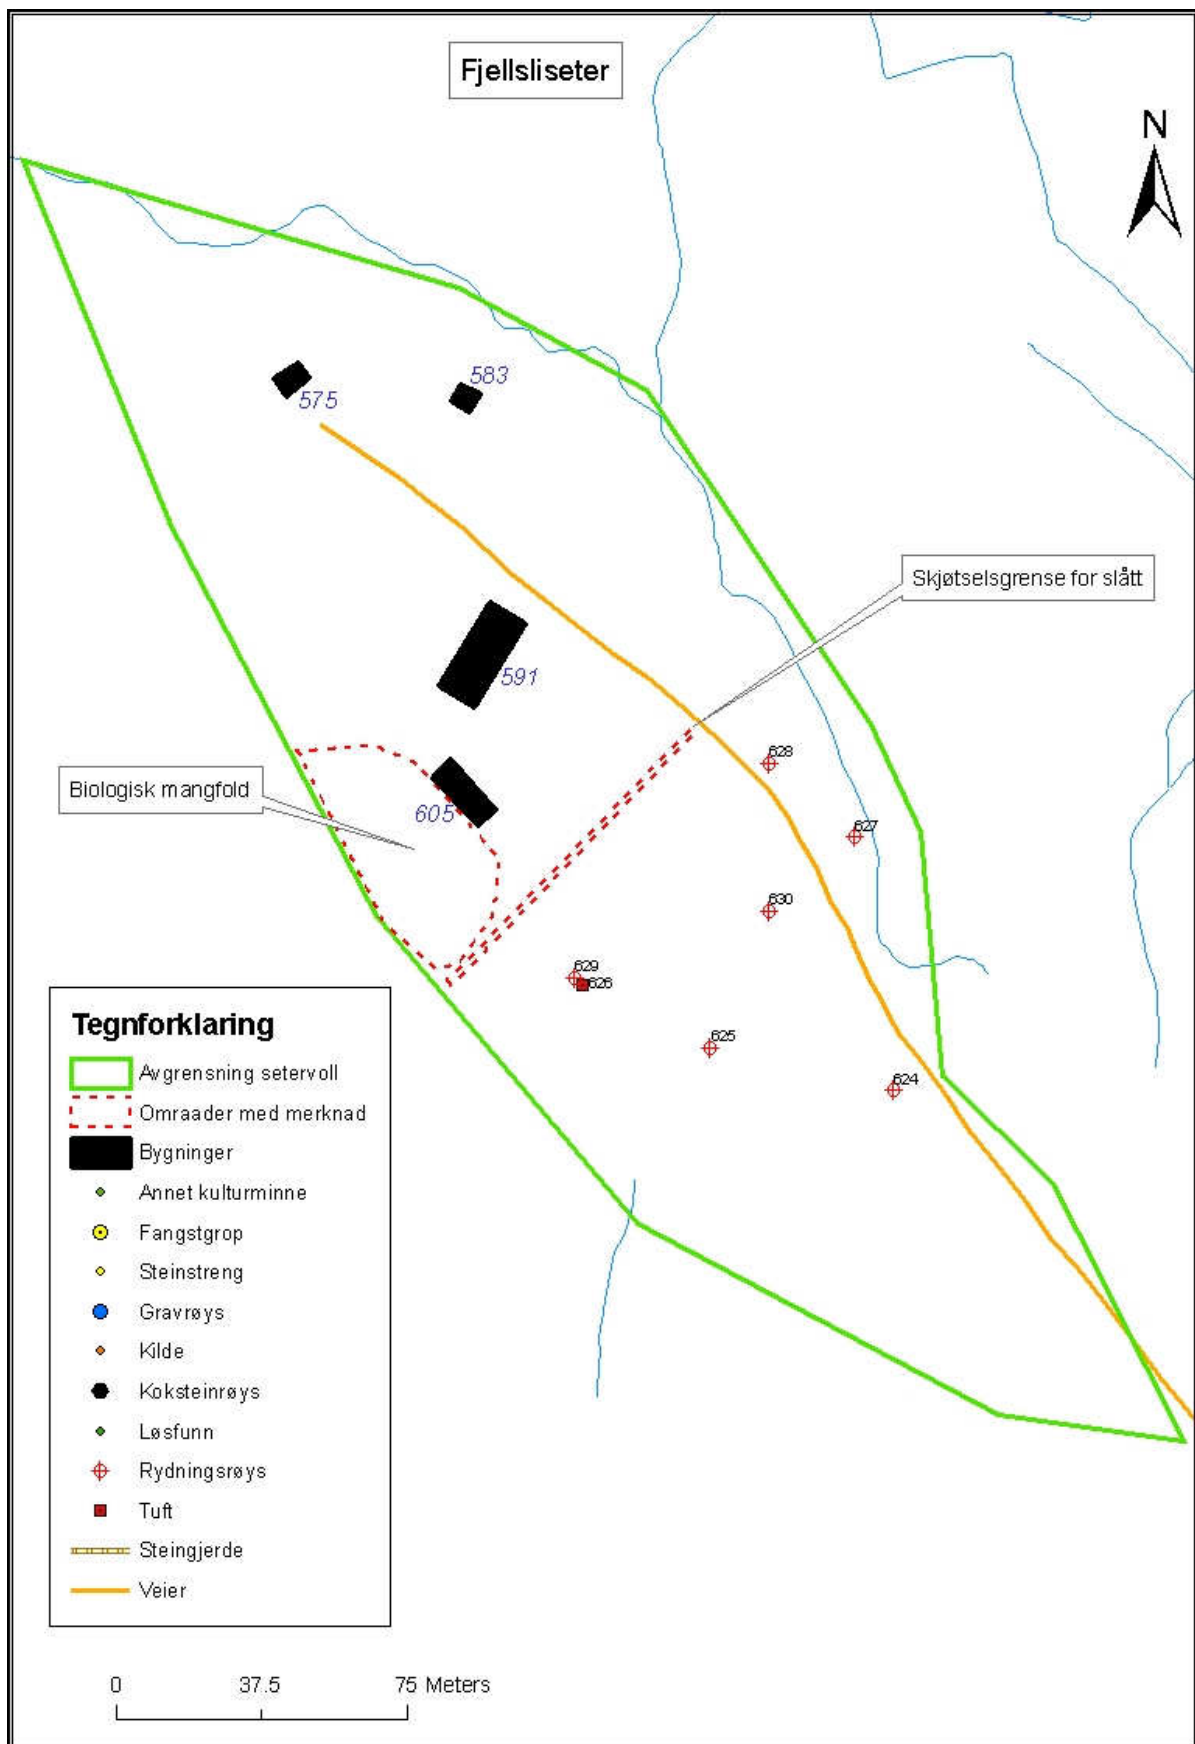 Fjellsliseter
N
583
575
Skjøtselsgrense for slått
591
628
Biologisk mangfold
605
627
630
629
626
625
624
Tegnforklaring
Avgrensning setervoll
Omraader med merknad
Bygninger
Annet kulturminne
Fangstgrop
Steinstreng
Gravrøys
Kilde
Koksteinrøys
Løsfunn
Rydningsrøys
Tuft
Steingjerde
Veier
0 37.5 75 Meters